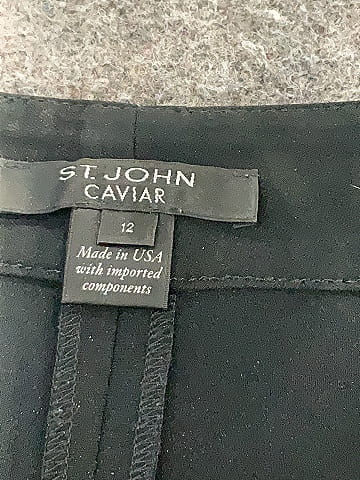 ST. JOHN
CAVIAR
12
Made in USA
with imported
components